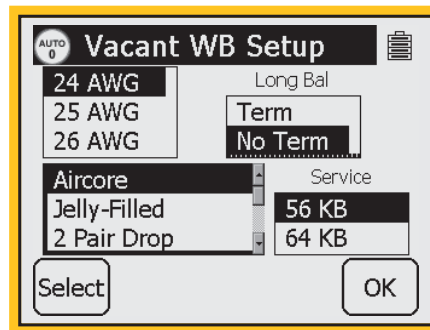 AUTO
0
Vacant WB Setup
24 AWG
25 AWG
26 AWG
Long Bal
Term
No Term
Aircore
Jelly-Filled
2 Pair Drop
Service
56 KB
64 KB
Select
OK